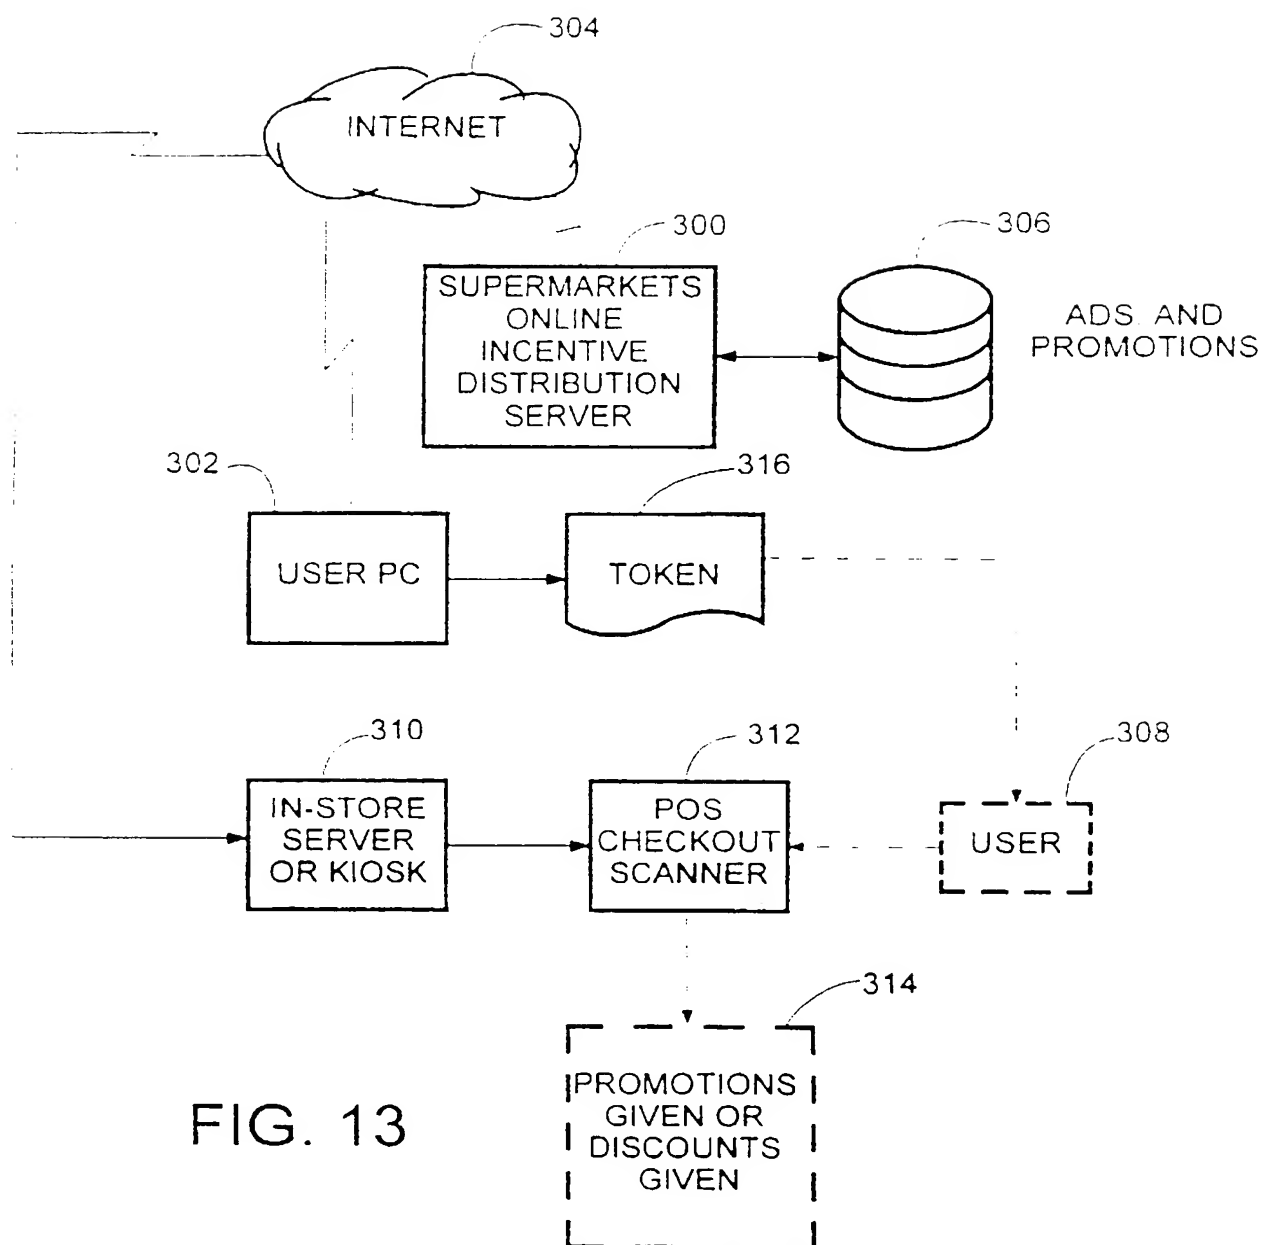 304
INTERNET
300
306
SUPERMARKETS
ONLINE
INCENTIVE
DISTRIBUTION
SERVER
ADS. AND
PROMOTIONS
302
316
USER PC
TOKEN
310
312
308
IN-STORE
SERVER
OR KIOSK
POS
CHECKOUT
SCANNER
USER
314
PROMOTIONS
GIVEN OR
DISCOUNTS
GIVEN
FIG. 13